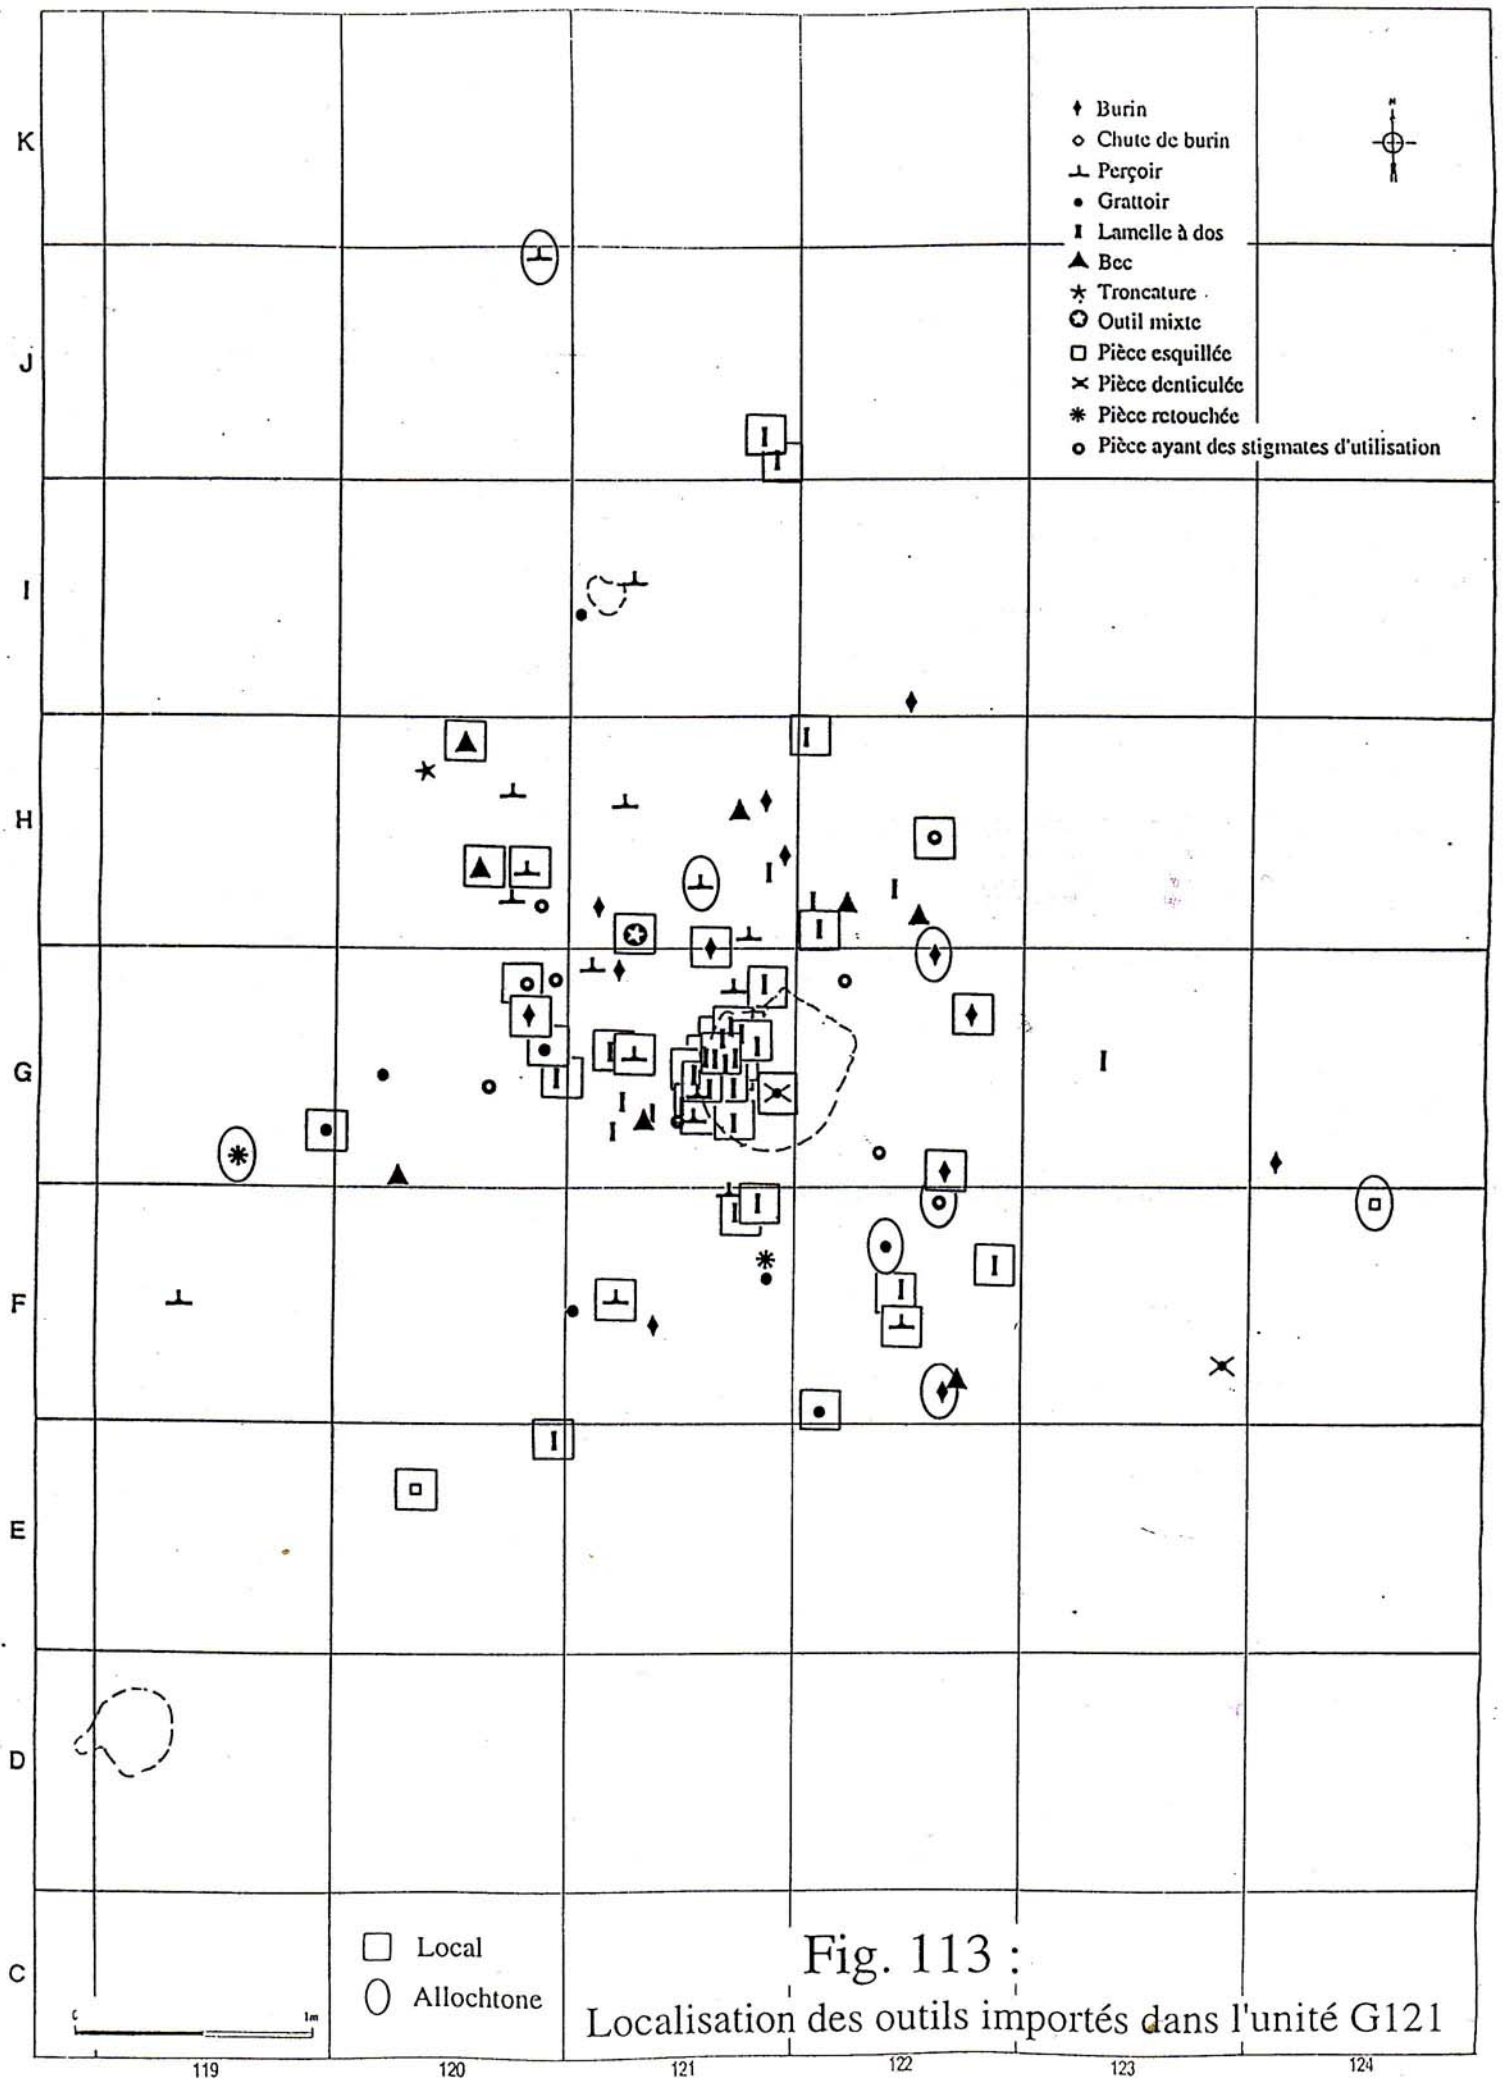 K
J
I
H
G
F
E
D
C
N
Burin
Chute de burin
Perçoir
Grattoir
Lamelle à dos
Bec
Troncature
Outil mixte
Pièce esquillée
Pièce denticulée
Pièce retouchée
Pièce ayant des stigmates d'utilisation
Local
Allochtone
1m
Fig. 113 :
Localisation des outils importés dans l'unité G121
119 120 121 122 123 124